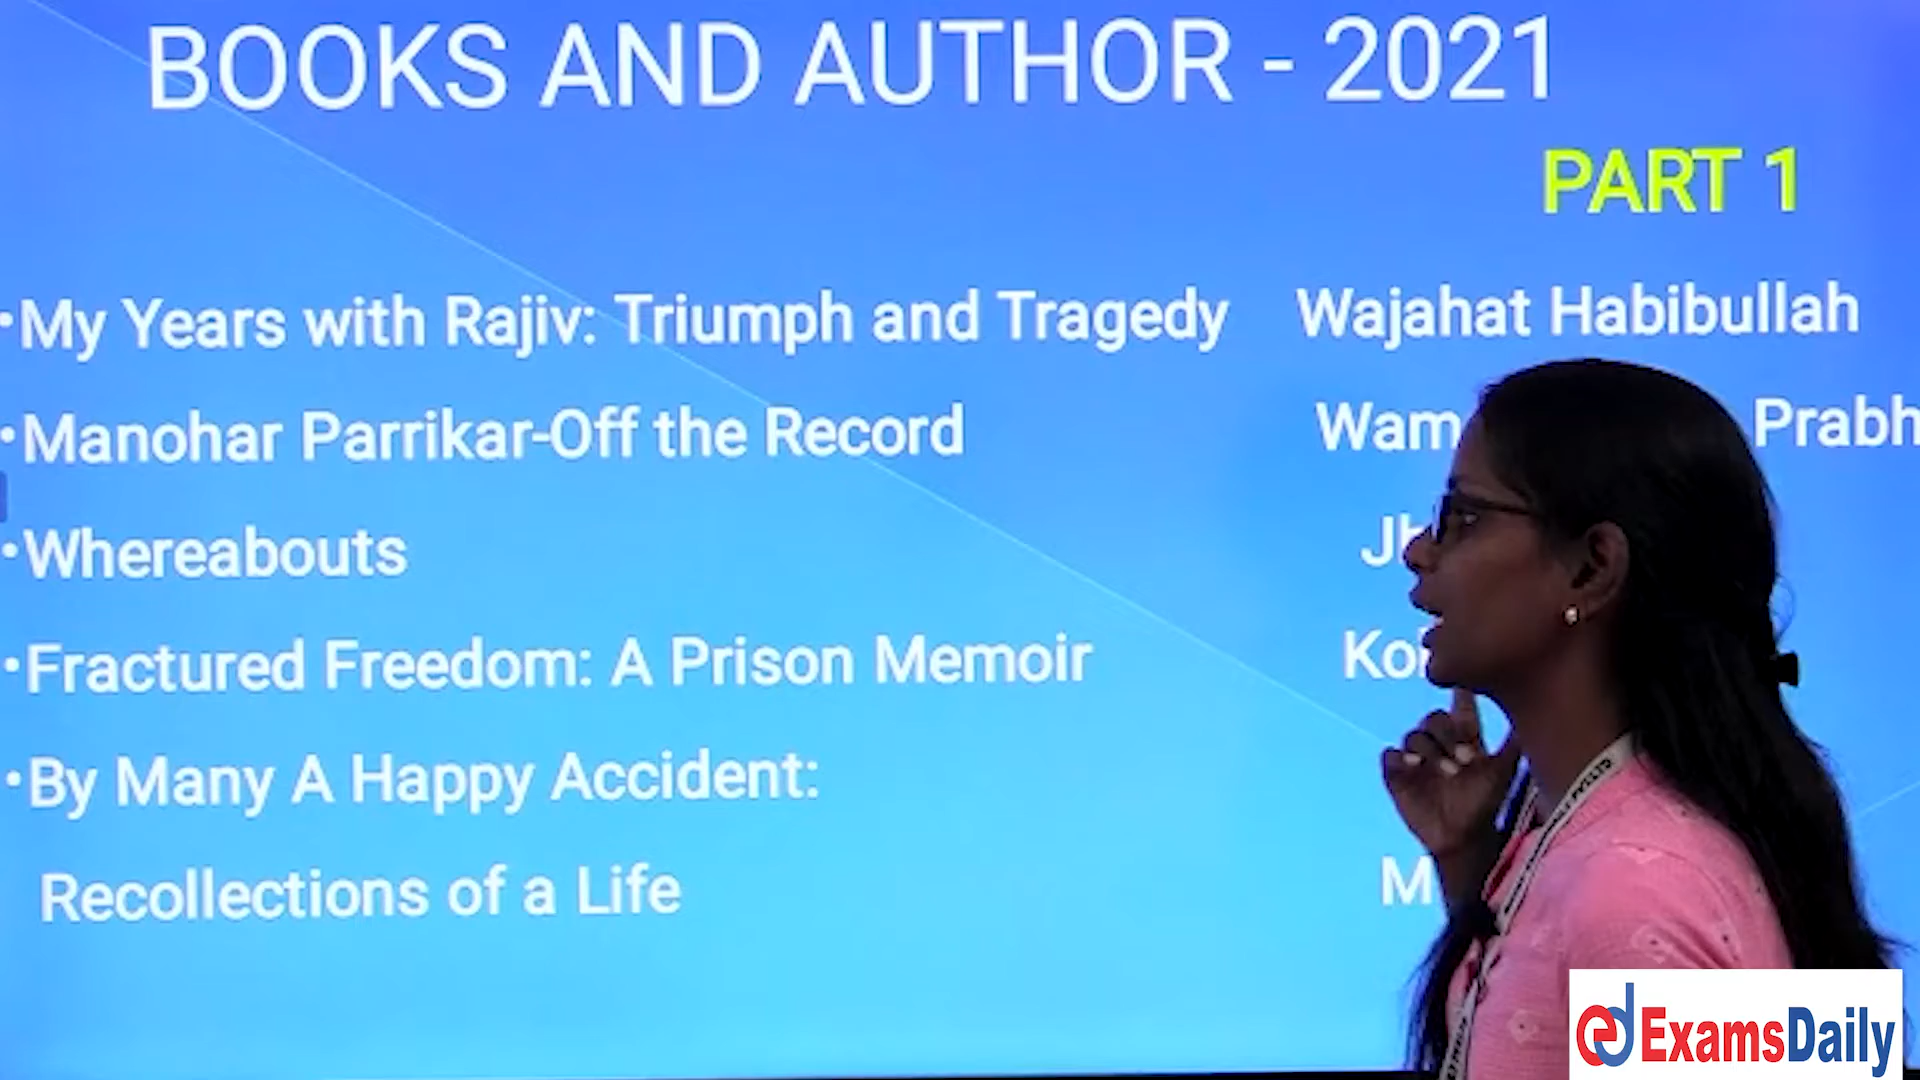 BOOKS AND AUTHOR - 2021
PART 1
•My Years with Rajiv: Triumph and Tragedy Wajahat Habibullah
•Manohar Parrikar-Off the Record
•Whereabouts
•Fractured Freedom: A Prison Memoir
•By Many A Happy Accident:
Recollections of a Life
ExamsDaily